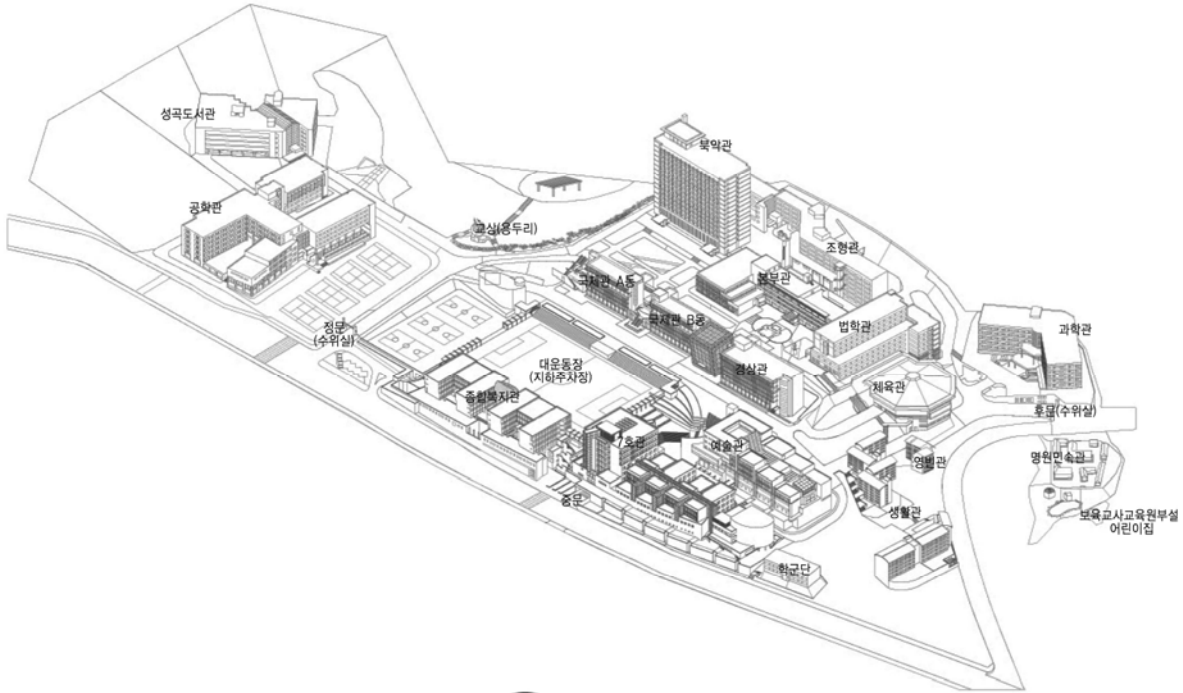 성곡도서관
북악관
공학관
교상(용두리)
조형관
국제관 A동
본부관
국제관 B동
법학관
과학관
정문
(수위실)
대운동장
(지하주차장)
경상관
체육관
종합복지관
후문(수위실)
7호관
예술관
영빈관
명원민속관
중문
생활관
보육교사교육원부설
어린이집
학군단